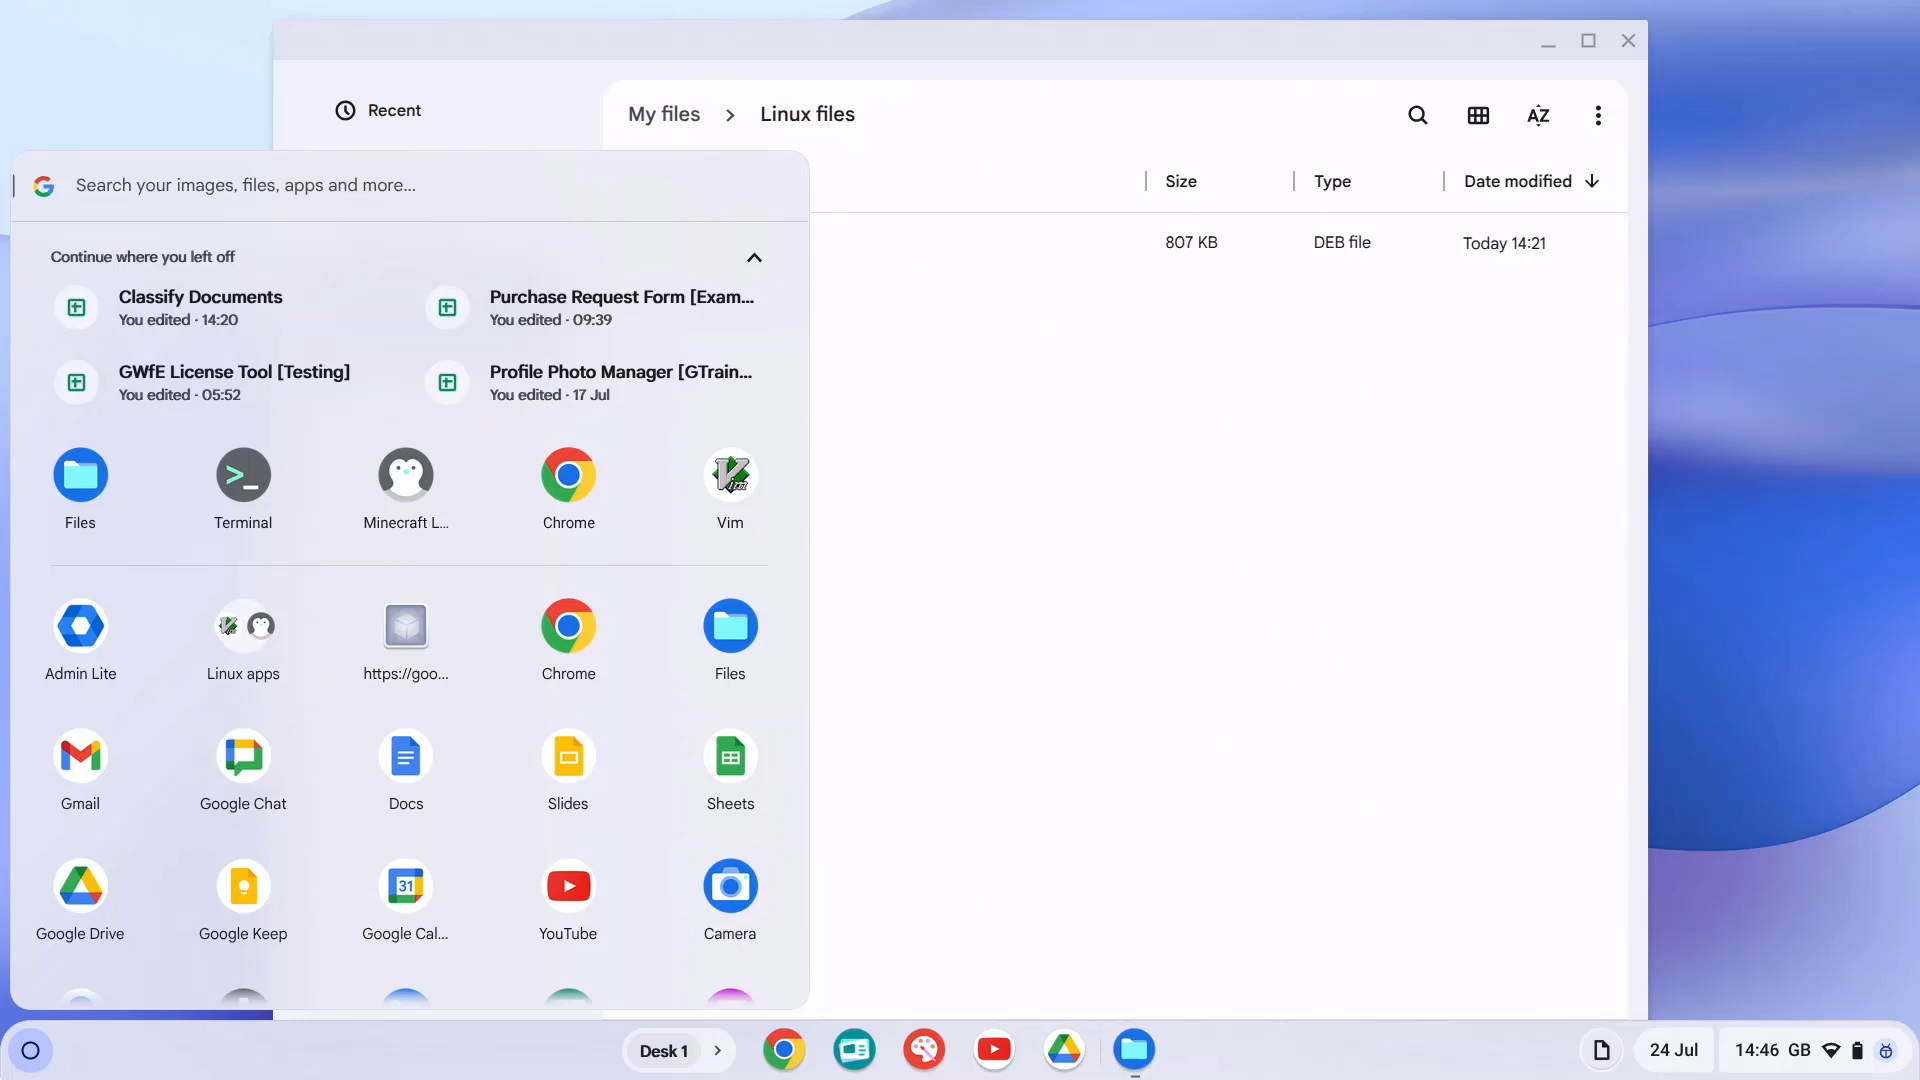 Recent
My files
Linux files
Size
Type
Date modified
807 KB
DEB file
Today 14:21
Search your images, files, apps and more...
Continue where you left off
Classify Documents
You edited · 14:20
Purchase Request Form [Exam...
You edited · 09:39
GWfE License Tool [Testing]
You edited · 05:52
Profile Photo Manager [GTrain...
You edited · 17 Jul
Files
Terminal
Minecraft L...
Chrome
Vim
Admin Lite
Linux apps
https://goo...
Chrome
Files
Gmail
Google Chat
Docs
Slides
Sheets
Google Drive
Google Keep
31
Google Cal...
YouTube
Camera
Desk 1
24 Jul
14:46 GB